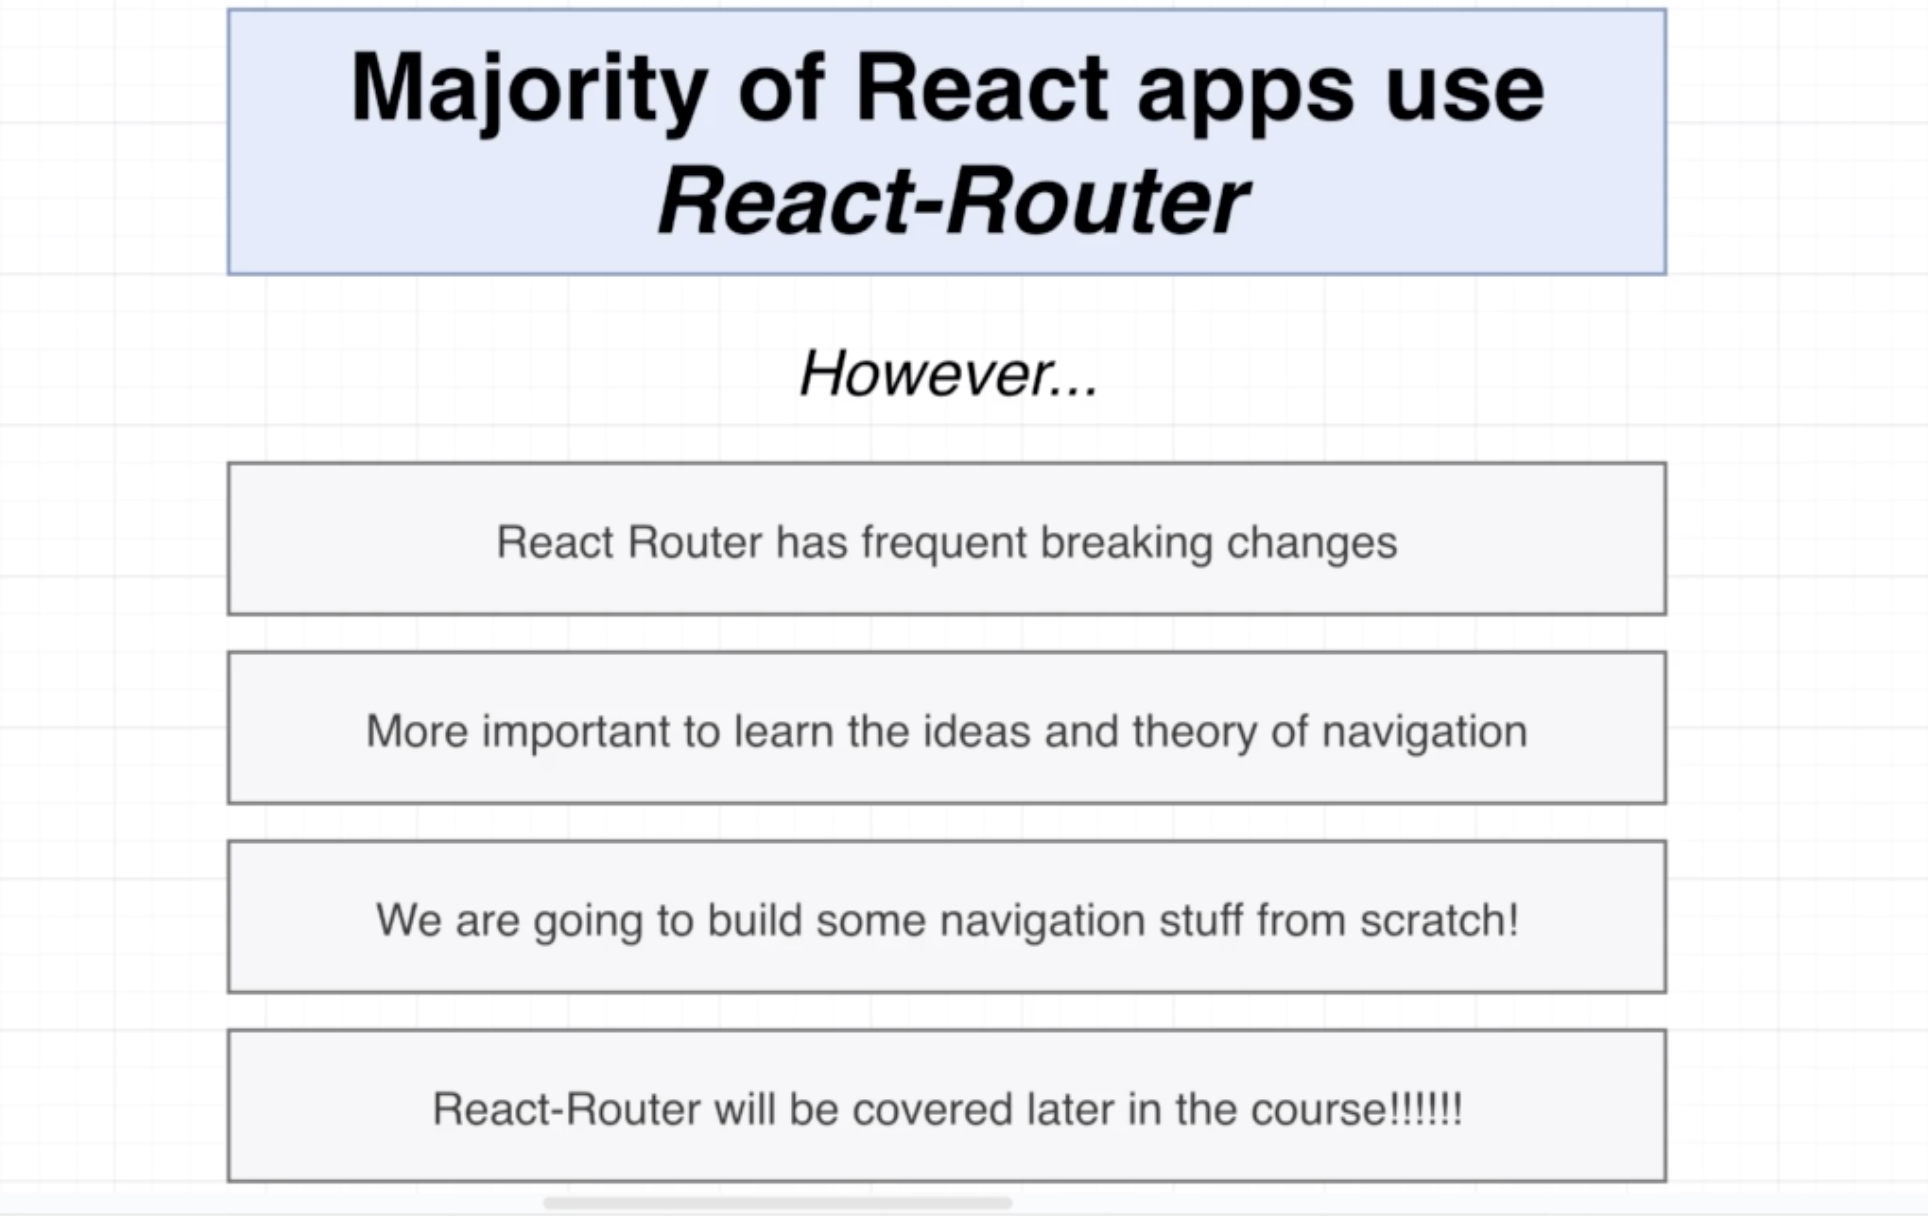 Majority of React apps use
React-Router
However...
React Router has frequent breaking changes
More important to learn the ideas and theory of navigation
We are going to build some navigation stuff from scratch!
React-Router will be covered later in the course!!!!!!